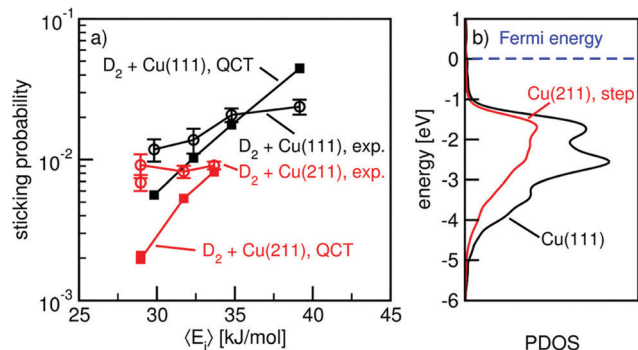 a)
D2 + Cu(111), QCT
D2 + Cu(111), exp.
D2 + Cu(211), exp.
D2 + Cu(211), QCT
10-1
10-2
10-3
sticking probability
25 30 35 40 45
⟨Ei⟩ [kJ/mol]
b)
Fermi energy
Cu(211), step
Cu(111)
1
0
-1
-2
-3
-4
-5
-6
energy [eV]
PDOS